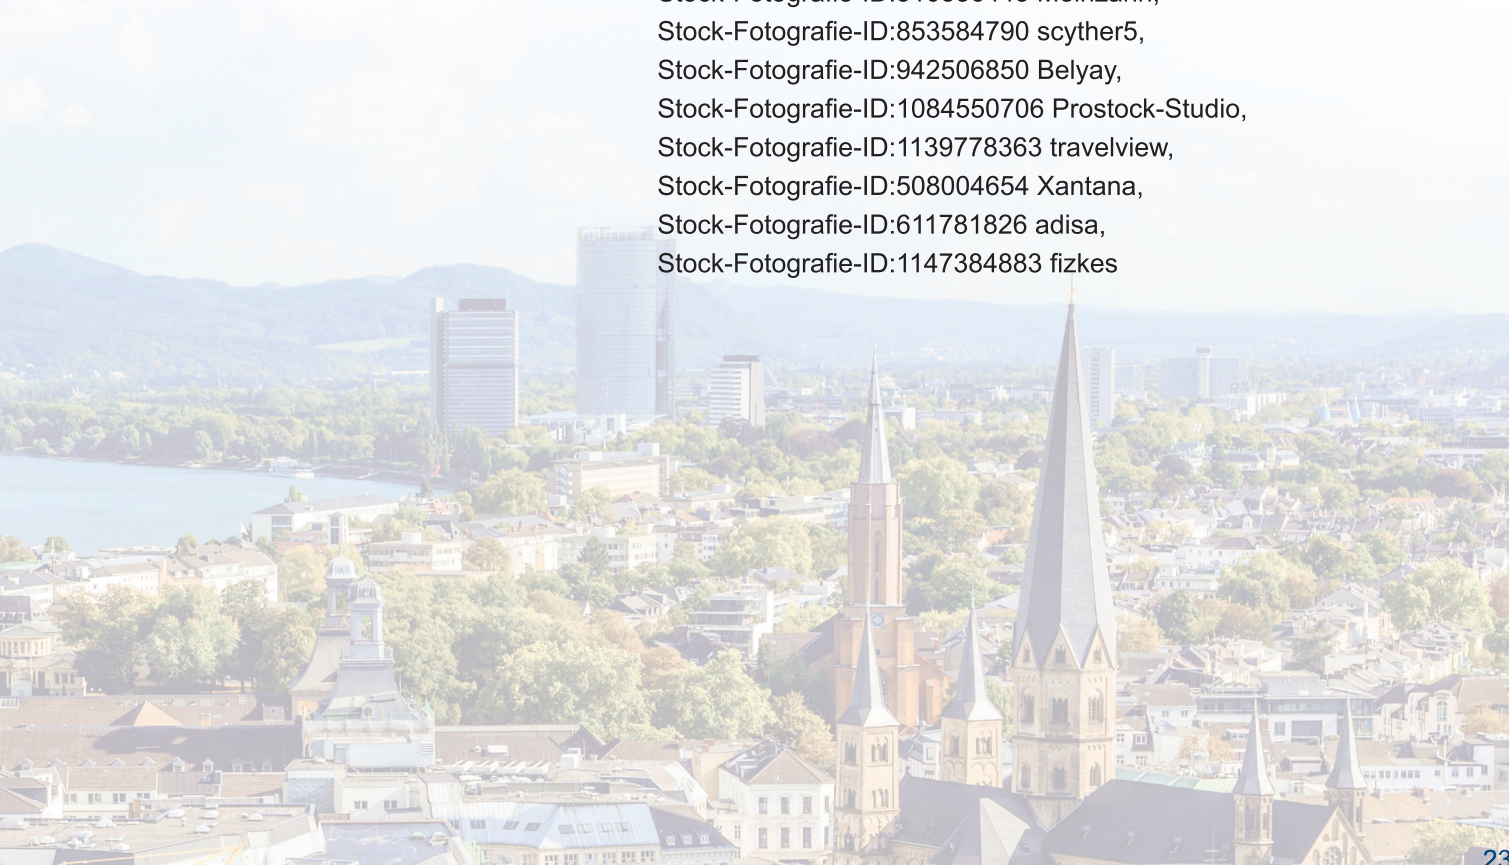 Stock-Fotografie-ID:853584790 scyther5,
Stock-Fotografie-ID:942506850 Belyay,
Stock-Fotografie-ID:1084550706 Prostock-Studio,
Stock-Fotografie-ID:1139778363 travelview,
Stock-Fotografie-ID:508004654 Xantana,
Stock-Fotografie-ID:611781826 adisa,
Stock-Fotografie-ID:1147384883 fizkes